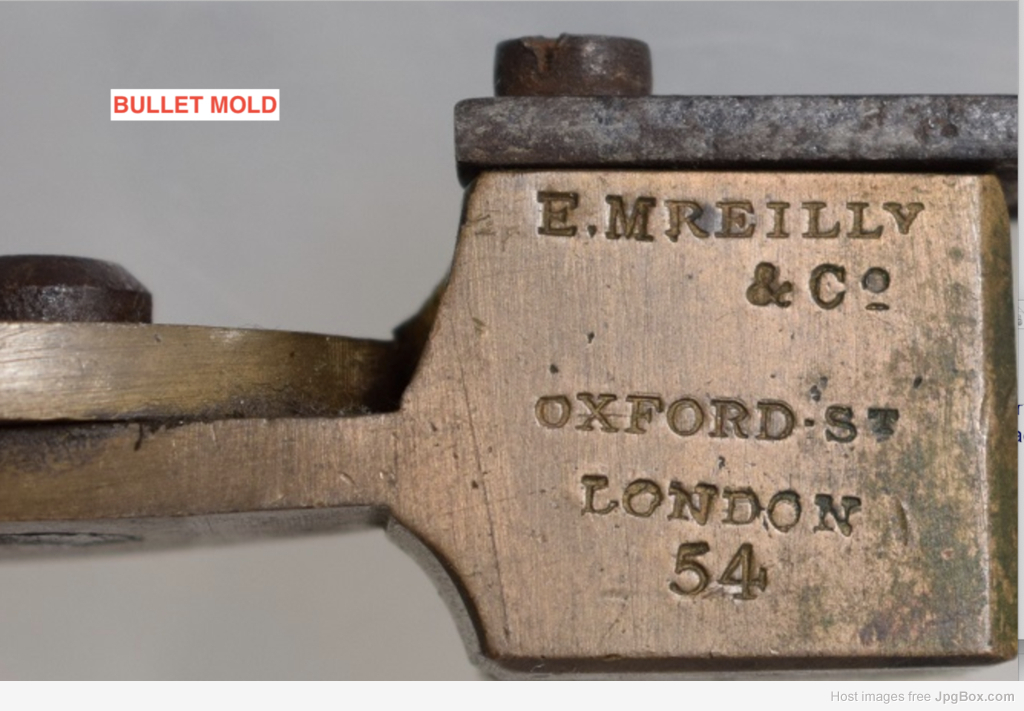 BULLET MOLD
E.MREILLY
& Cº
OXFORD·ST
LONDON
54
Host images free JpgBox.com